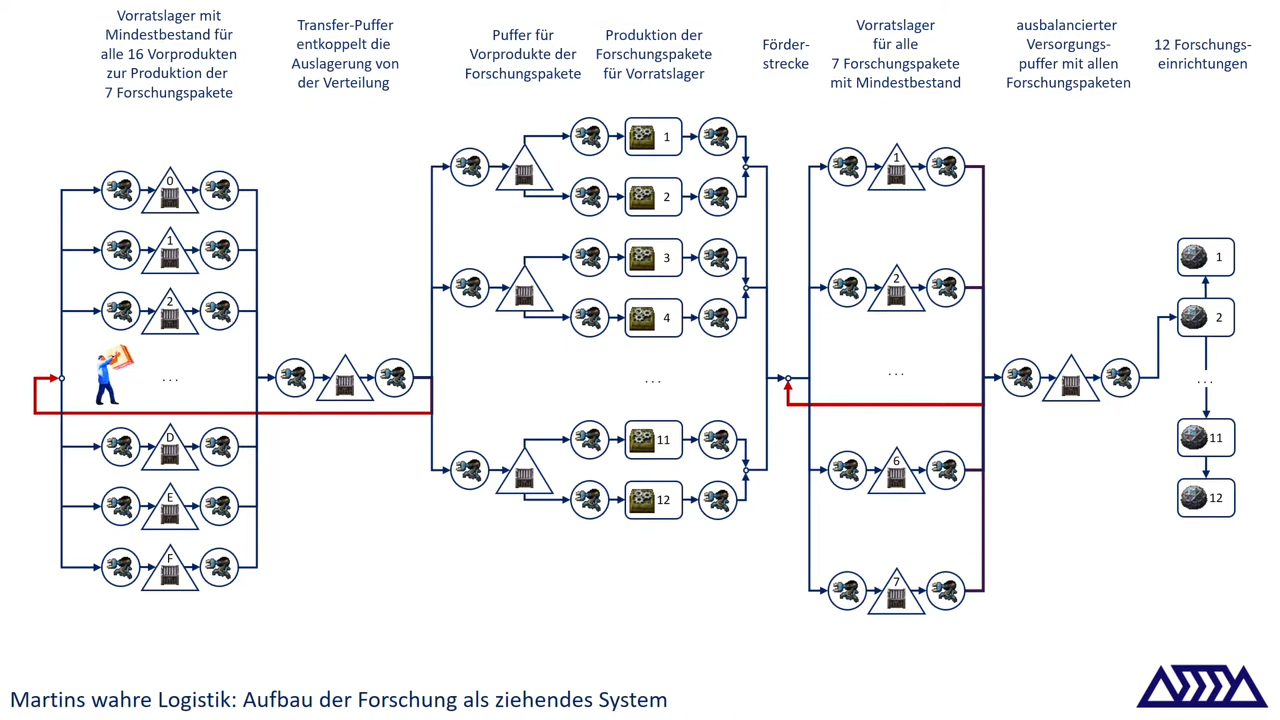 Vorratslager mit
Mindestbestand für
alle 16 Vorprodukten
zur Produktion der
7 Forschungspakete
Transfer-Puffer
entkoppelt die
Auslagerung von
der Verteilung
Puffer für
Vorprodukte der
Forschungspakete
Produktion der
Forschungspakete
für Vorratslager
Förder-
strecke
Vorratslager
für alle
7 Forschungspakete
mit Mindestbestand
ausbalancierter
Versorgungs-
puffer mit allen
Forschungspaketen
12 Forschungs-
einrichtungen
0
1
2
...
D
E
F
1
2
3
4
...
11
12
1
2
...
6
7
1
2
...
11
12
Martins wahre Logistik: Aufbau der Forschung als ziehendes System